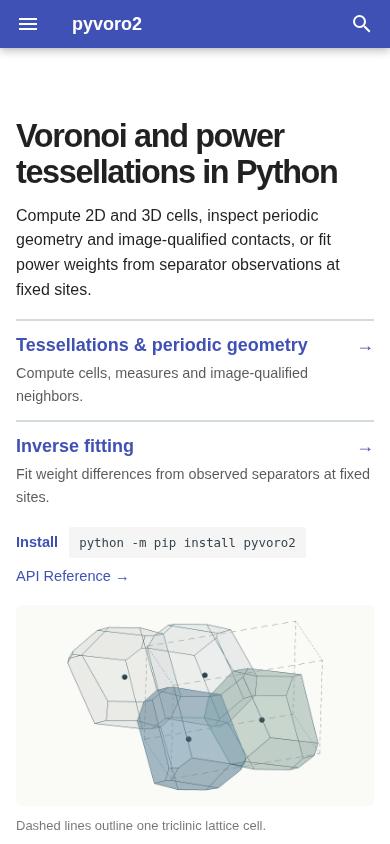 pyvoro2
Voronoi and power
tessellations in Python
Compute 2D and 3D cells, inspect periodic
geometry and image-qualified contacts, or fit
power weights from separator observations at
fixed sites.
Tessellations & periodic geometry →
Compute cells, measures and image-qualified
neighbors.
Inverse fitting →
Fit weight differences from observed separators at fixed
sites.
Install python -m pip install pyvoro2
API Reference →
Dashed lines outline one triclinic lattice cell.